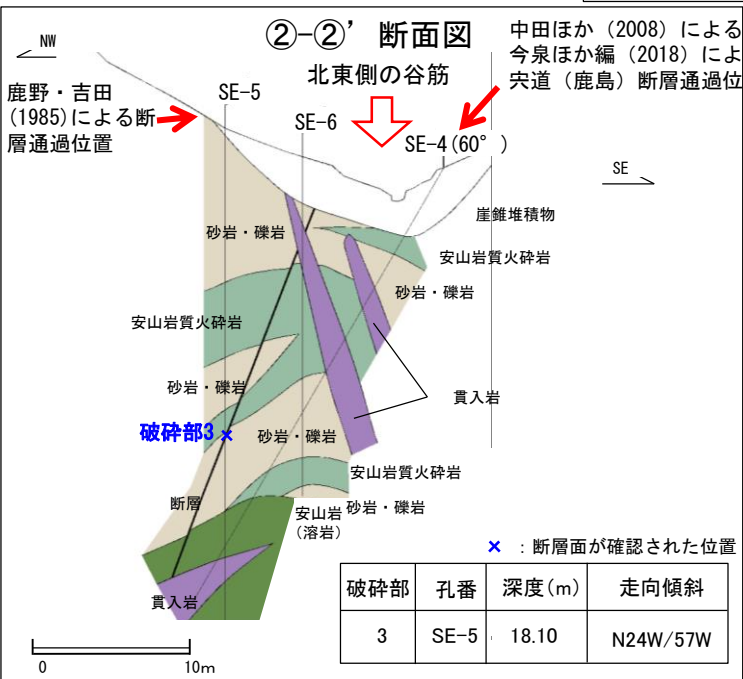 ②-②’ 断面図
NW
中田ほか（2008）による
今泉ほか編（2018）によ
宍道（鹿島）断層通過位
北東側の谷筋
鹿野・吉田
(1985)による断
層通過位置
SE-5
SE-6
SE-4(60°)
SE
崖錐堆積物
砂岩・礫岩
安山岩質火砕岩
砂岩・礫岩
安山岩質火砕岩
砂岩・礫岩
貫入岩
破砕部3
砂岩・礫岩
安山岩質火砕岩
断層
安山岩
(溶岩)
砂岩・礫岩
貫入岩
×：断層面が確認された位置
破砕部 孔番 深度(m) 走向傾斜
3 SE-5 18.10 N24W/57W
0 10m